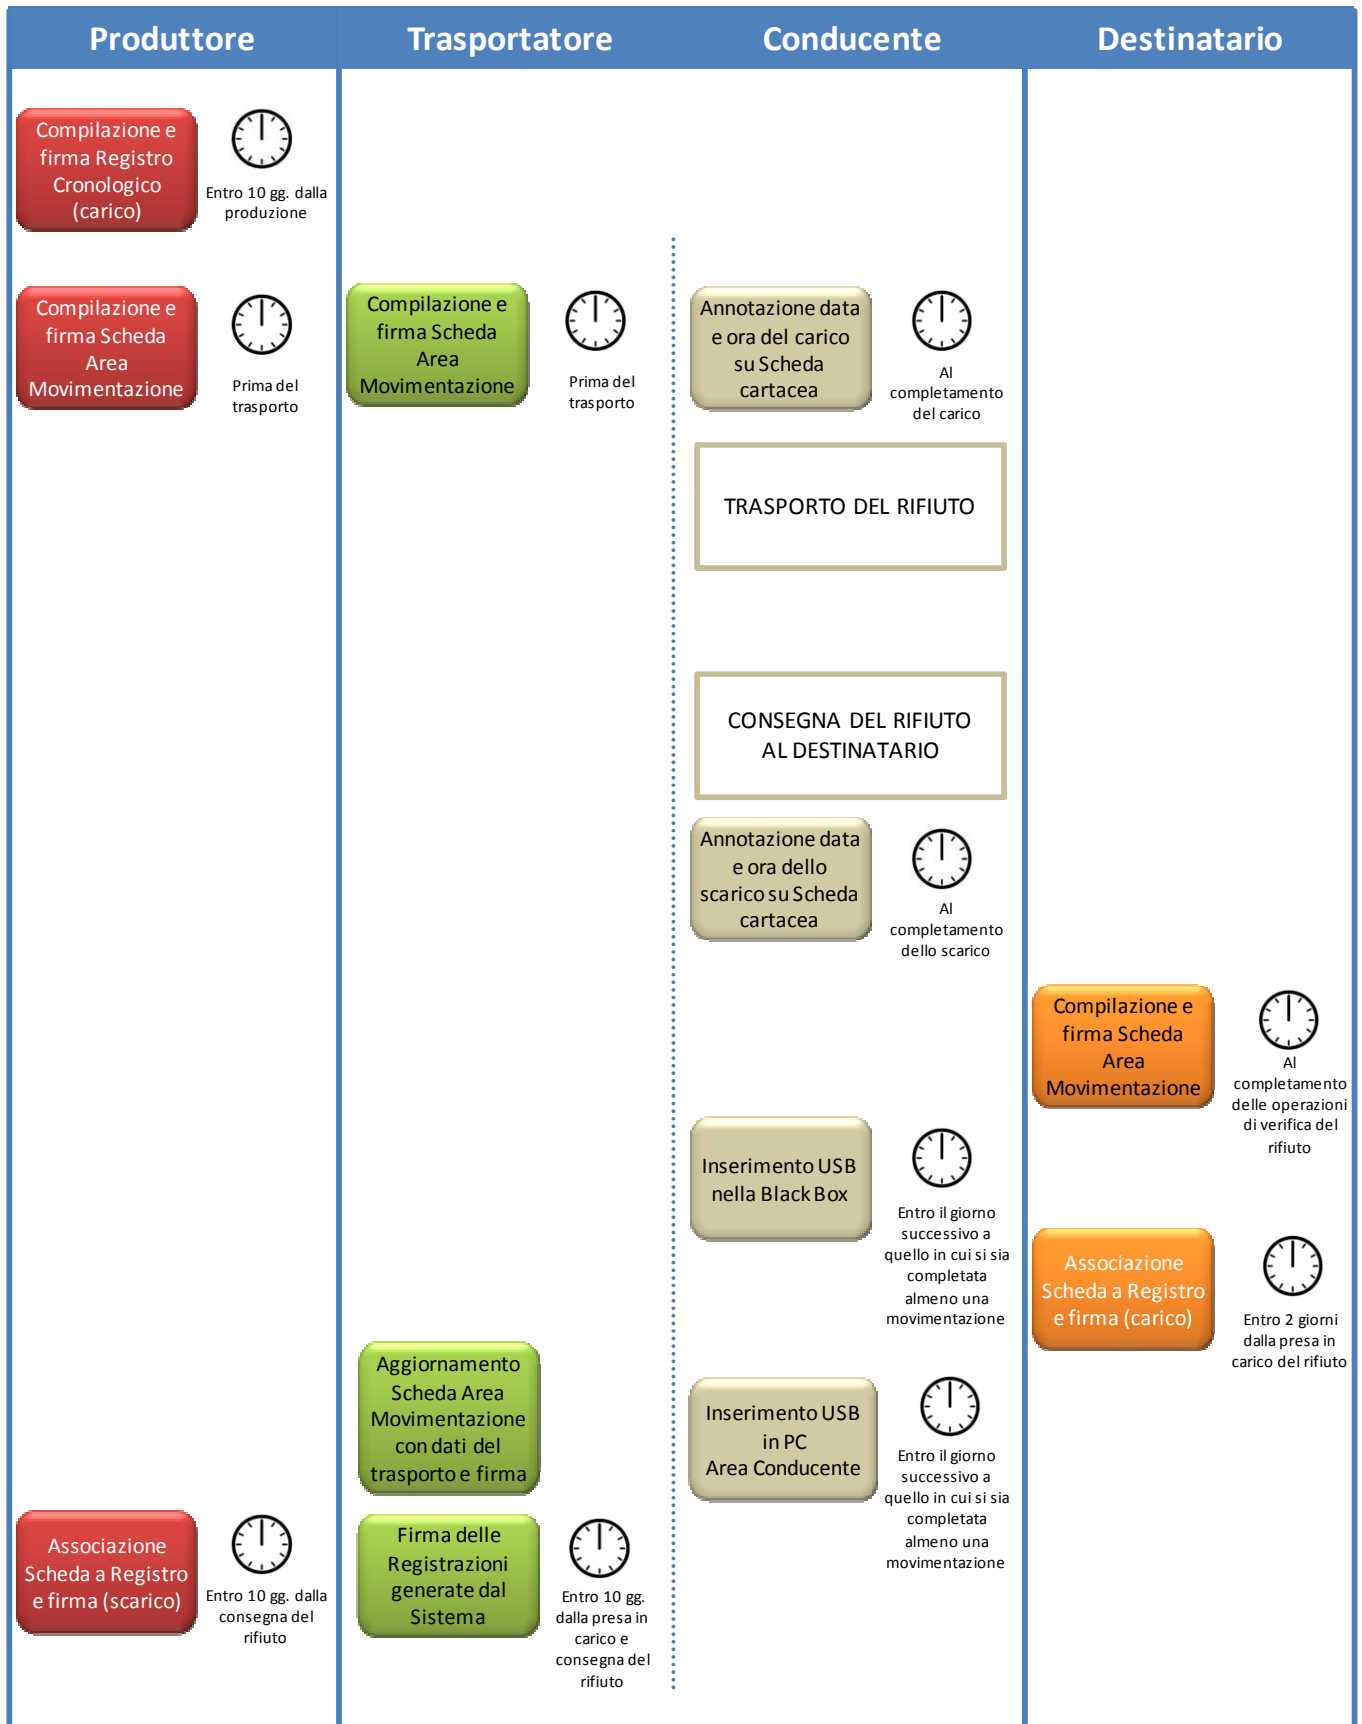 Produttore
Trasportatore
Conducente
Destinatario
Compilazione e
firma Registro
Cronologico
(carico)
Entro 10 gg. dalla
produzione
Compilazione e
firma Scheda
Area
Movimentazione
Prima del
trasporto
Compilazione e
firma Scheda
Area
Movimentazione
Prima del
trasporto
Annotazione data
e ora del carico
su Scheda
cartacea
Al
completamento
del carico
TRASPORTO DEL RIFIUTO
CONSEGNA DEL RIFIUTO
AL DESTINATARIO
Annotazione data
e ora dello
scarico su Scheda
cartacea
Al
completamento
dello scarico
Compilazione e
firma Scheda
Area
Movimentazione
Al
completamento
delle operazioni
di verifica del
rifiuto
Inserimento USB
nella Black Box
Entro il giorno
successivo a
quello in cui si sia
completata
almeno una
movimentazione
Associazione
Scheda a Registro
e firma (carico)
Entro 2 giorni
dalla presa in
carico del rifiuto
Aggiornamento
Scheda Area
Movimentazione
con dati del
trasporto e firma
Inserimento USB
in PC
Area Conducente
Entro il giorno
successivo a
quello in cui si sia
completata
almeno una
movimentazione
Associazione
Scheda a Registro
e firma (scarico)
Entro 10 gg. dalla
consegna del
rifiuto
Firma delle
Registrazioni
generate dal
Sistema
Entro 10 gg.
dalla presa in
carico e
consegna del
rifiuto